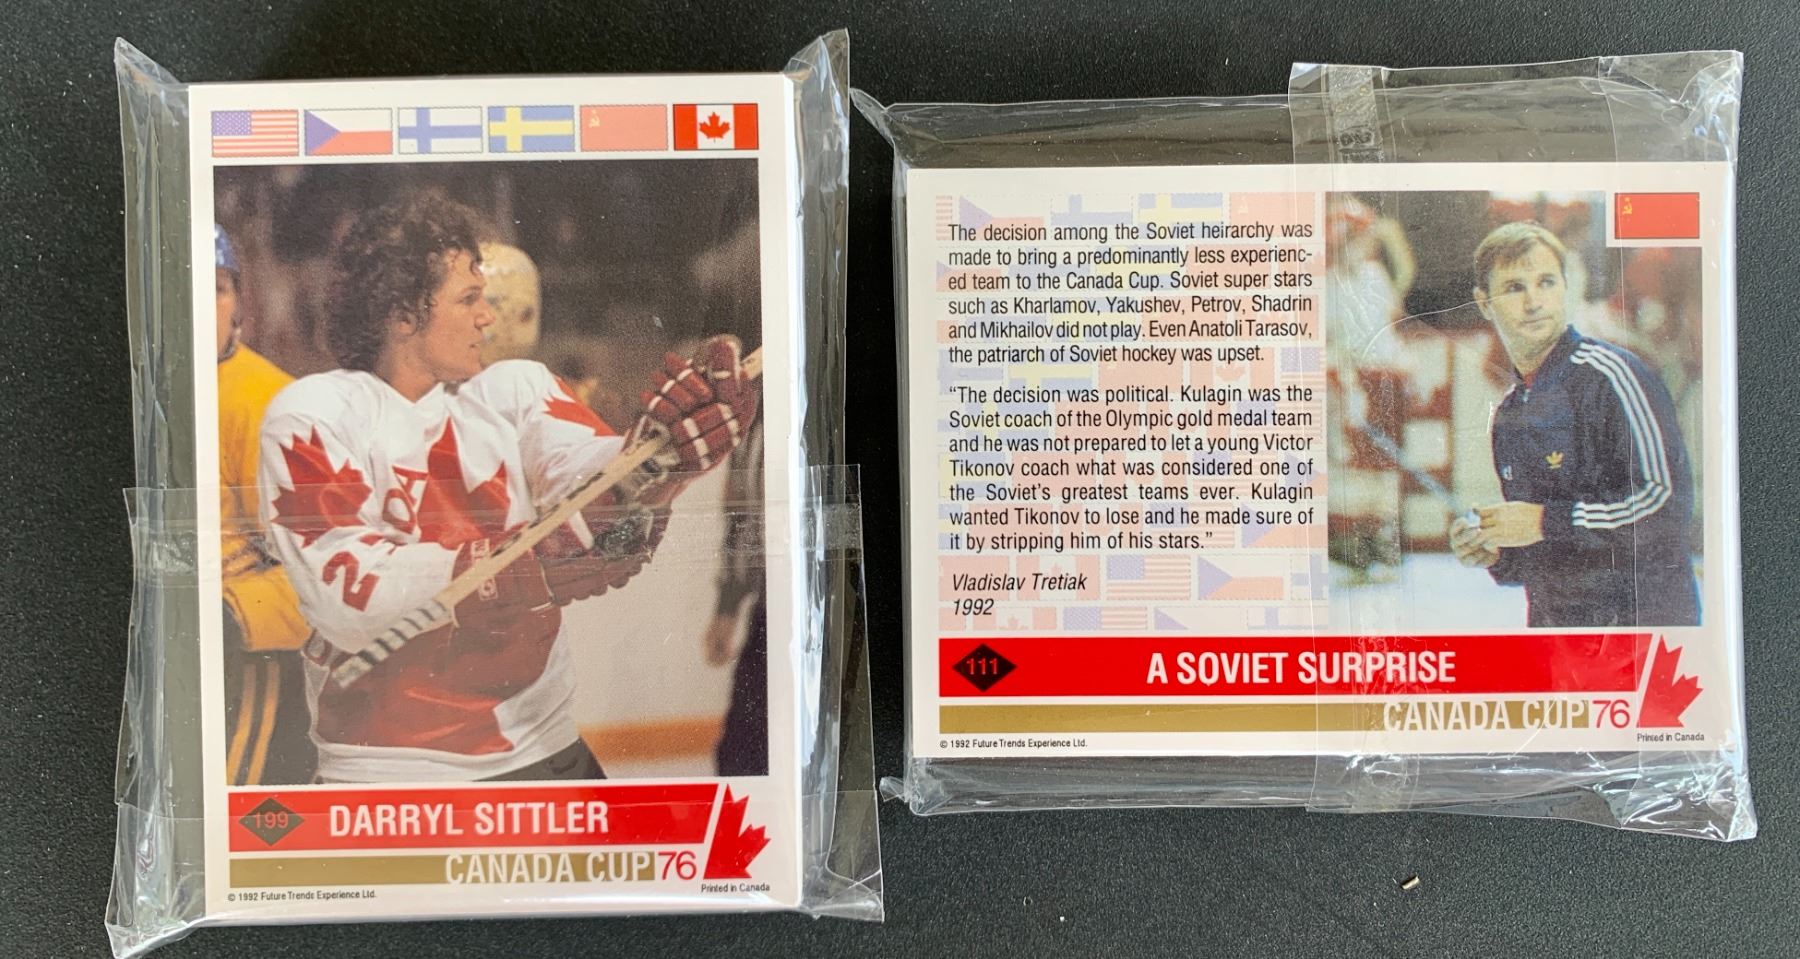 DA
2
199
DARRYL SITTLER
CANADA CUP 76
© 1992 Future Trends Experience Ltd.
Printed in Canada
The decision among the Soviet heirarchy was
made to bring a predominantly less experienc-
ed team to the Canada Cup. Soviet super stars
such as Kharlamov, Yakushev, Petrov, Shadrin
and Mikhailov did not play. Even Anatoli Tarasov,
the patriarch of Soviet hockey was upset.
“The decision was political. Kulagin was the
Soviet coach of the Olympic gold medal team
and he was not prepared to let a young Victor
Tikonov coach what was considered one of
the Soviet's greatest teams ever. Kulagin
wanted Tikonov to lose and he made sure of
it by stripping him of his stars.”
Vladislav Tretiak
1992
111
A SOVIET SURPRISE
CANADA CUP 76
© 1992 Future Trends Experience Ltd.
Printed in Canada